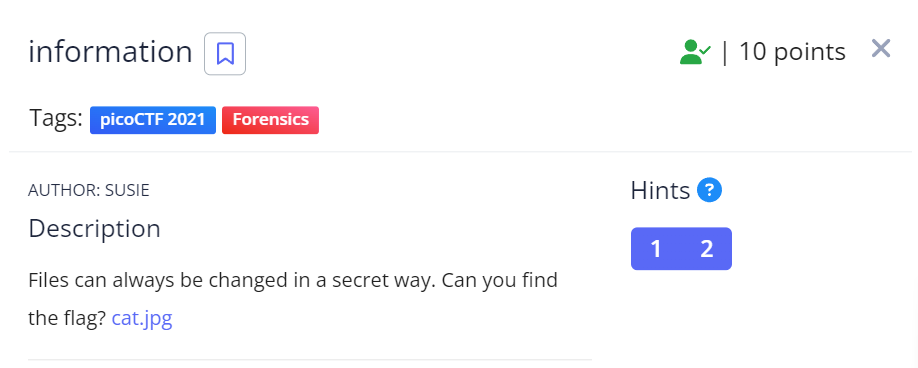 information | 10 points
Tags: picoCTF 2021 Forensics
AUTHOR: SUSIE
Description
Files can always be changed in a secret way. Can you find
the flag? cat.jpg
Hints ?
1 2